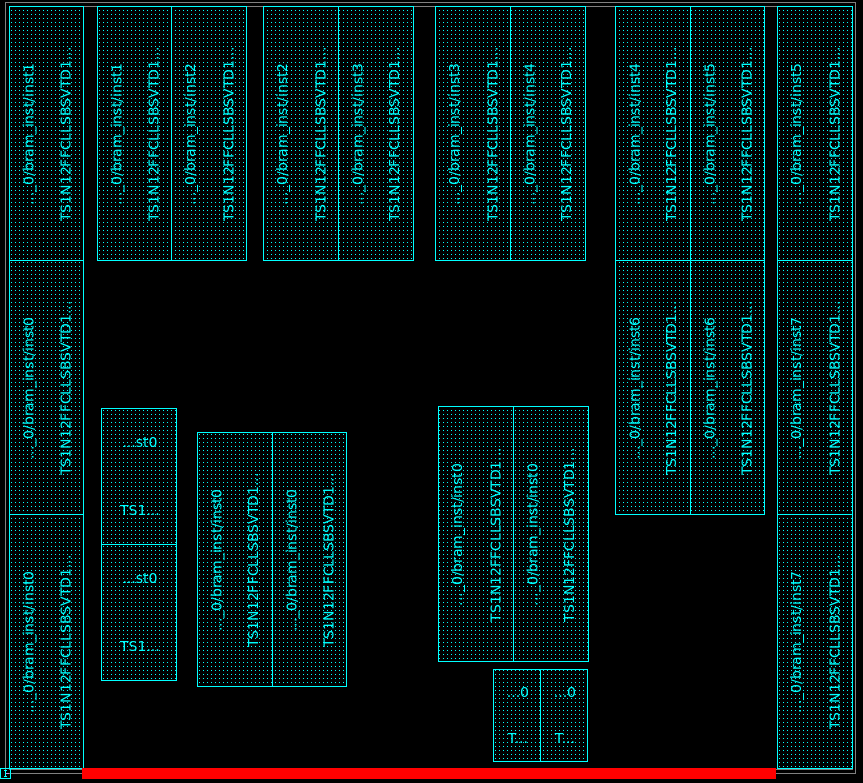 ..._0/bram_inst/inst1
TS1N12FFCLLSBSVTD1...
..._0/bram_inst/inst1
TS1N12FFCLLSBSVTD1...
..._0/bram_inst/inst2
TS1N12FFCLLSBSVTD1...
..._0/bram_inst/inst2
TS1N12FFCLLSBSVTD1...
..._0/bram_inst/inst3
TS1N12FFCLLSBSVTD1...
..._0/bram_inst/inst3
TS1N12FFCLLSBSVTD1...
..._0/bram_inst/inst4
TS1N12FFCLLSBSVTD1...
..._0/bram_inst/inst4
TS1N12FFCLLSBSVTD1...
..._0/bram_inst/inst5
TS1N12FFCLLSBSVTD1...
..._0/bram_inst/inst5
TS1N12FFCLLSBSVTD1...
..._0/bram_inst/inst0
TS1N12FFCLLSBSVTD1...
..._0/bram_inst/inst6
TS1N12FFCLLSBSVTD1...
..._0/bram_inst/inst6
TS1N12FFCLLSBSVTD1...
..._0/bram_inst/inst7
TS1N12FFCLLSBSVTD1...
...st0
TS1...
...st0
TS1...
..._0/bram_inst/inst0
TS1N12FFCLLSBSVTD1...
..._0/bram_inst/inst0
TS1N12FFCLLSBSVTD1...
..._0/bram_inst/inst0
TS1N12FFCLLSBSVTD1...
..._0/bram_inst/inst0
TS1N12FFCLLSBSVTD1...
..._0/bram_inst/inst0
TS1N12FFCLLSBSVTD1...
..._0/bram_inst/inst7
TS1N12FFCLLSBSVTD1...
...0
T...
...0
T...